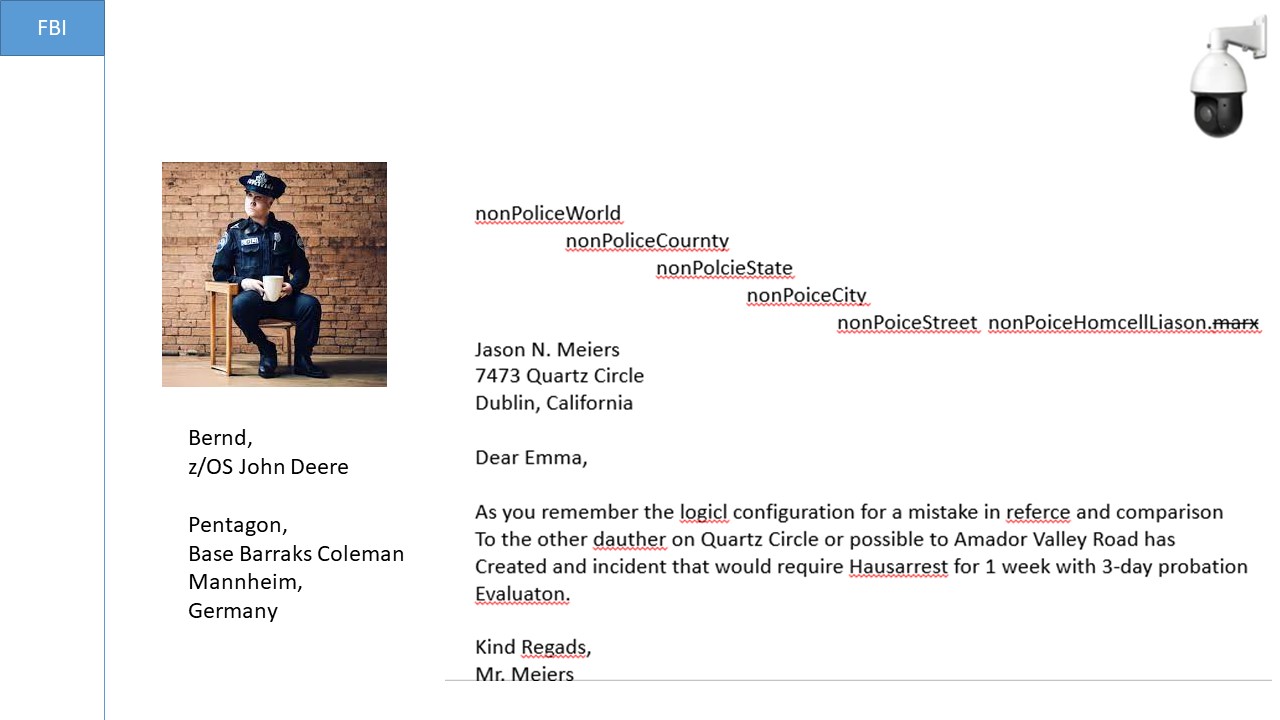 FBI
nonPoliceWorld
nonPoliceCournty
nonPolcieState
nonPoiceCity
nonPoiceStreet nonPoiceHomcellLiason.marx
Jason N. Meiers
7473 Quartz Circle
Dublin, California
Dear Emma,
As you remember the logicl configuration for a mistake in referce and comparison
To the other dauther on Quartz Circle or possible to Amador Valley Road has
Created and incident that would require Hausarrest for 1 week with 3-day probation
Evaluaton.
Kind Regads,
Mr. Meiers
Bernd,
z/OS John Deere
Pentagon,
Base Barraks Coleman
Mannheim,
Germany